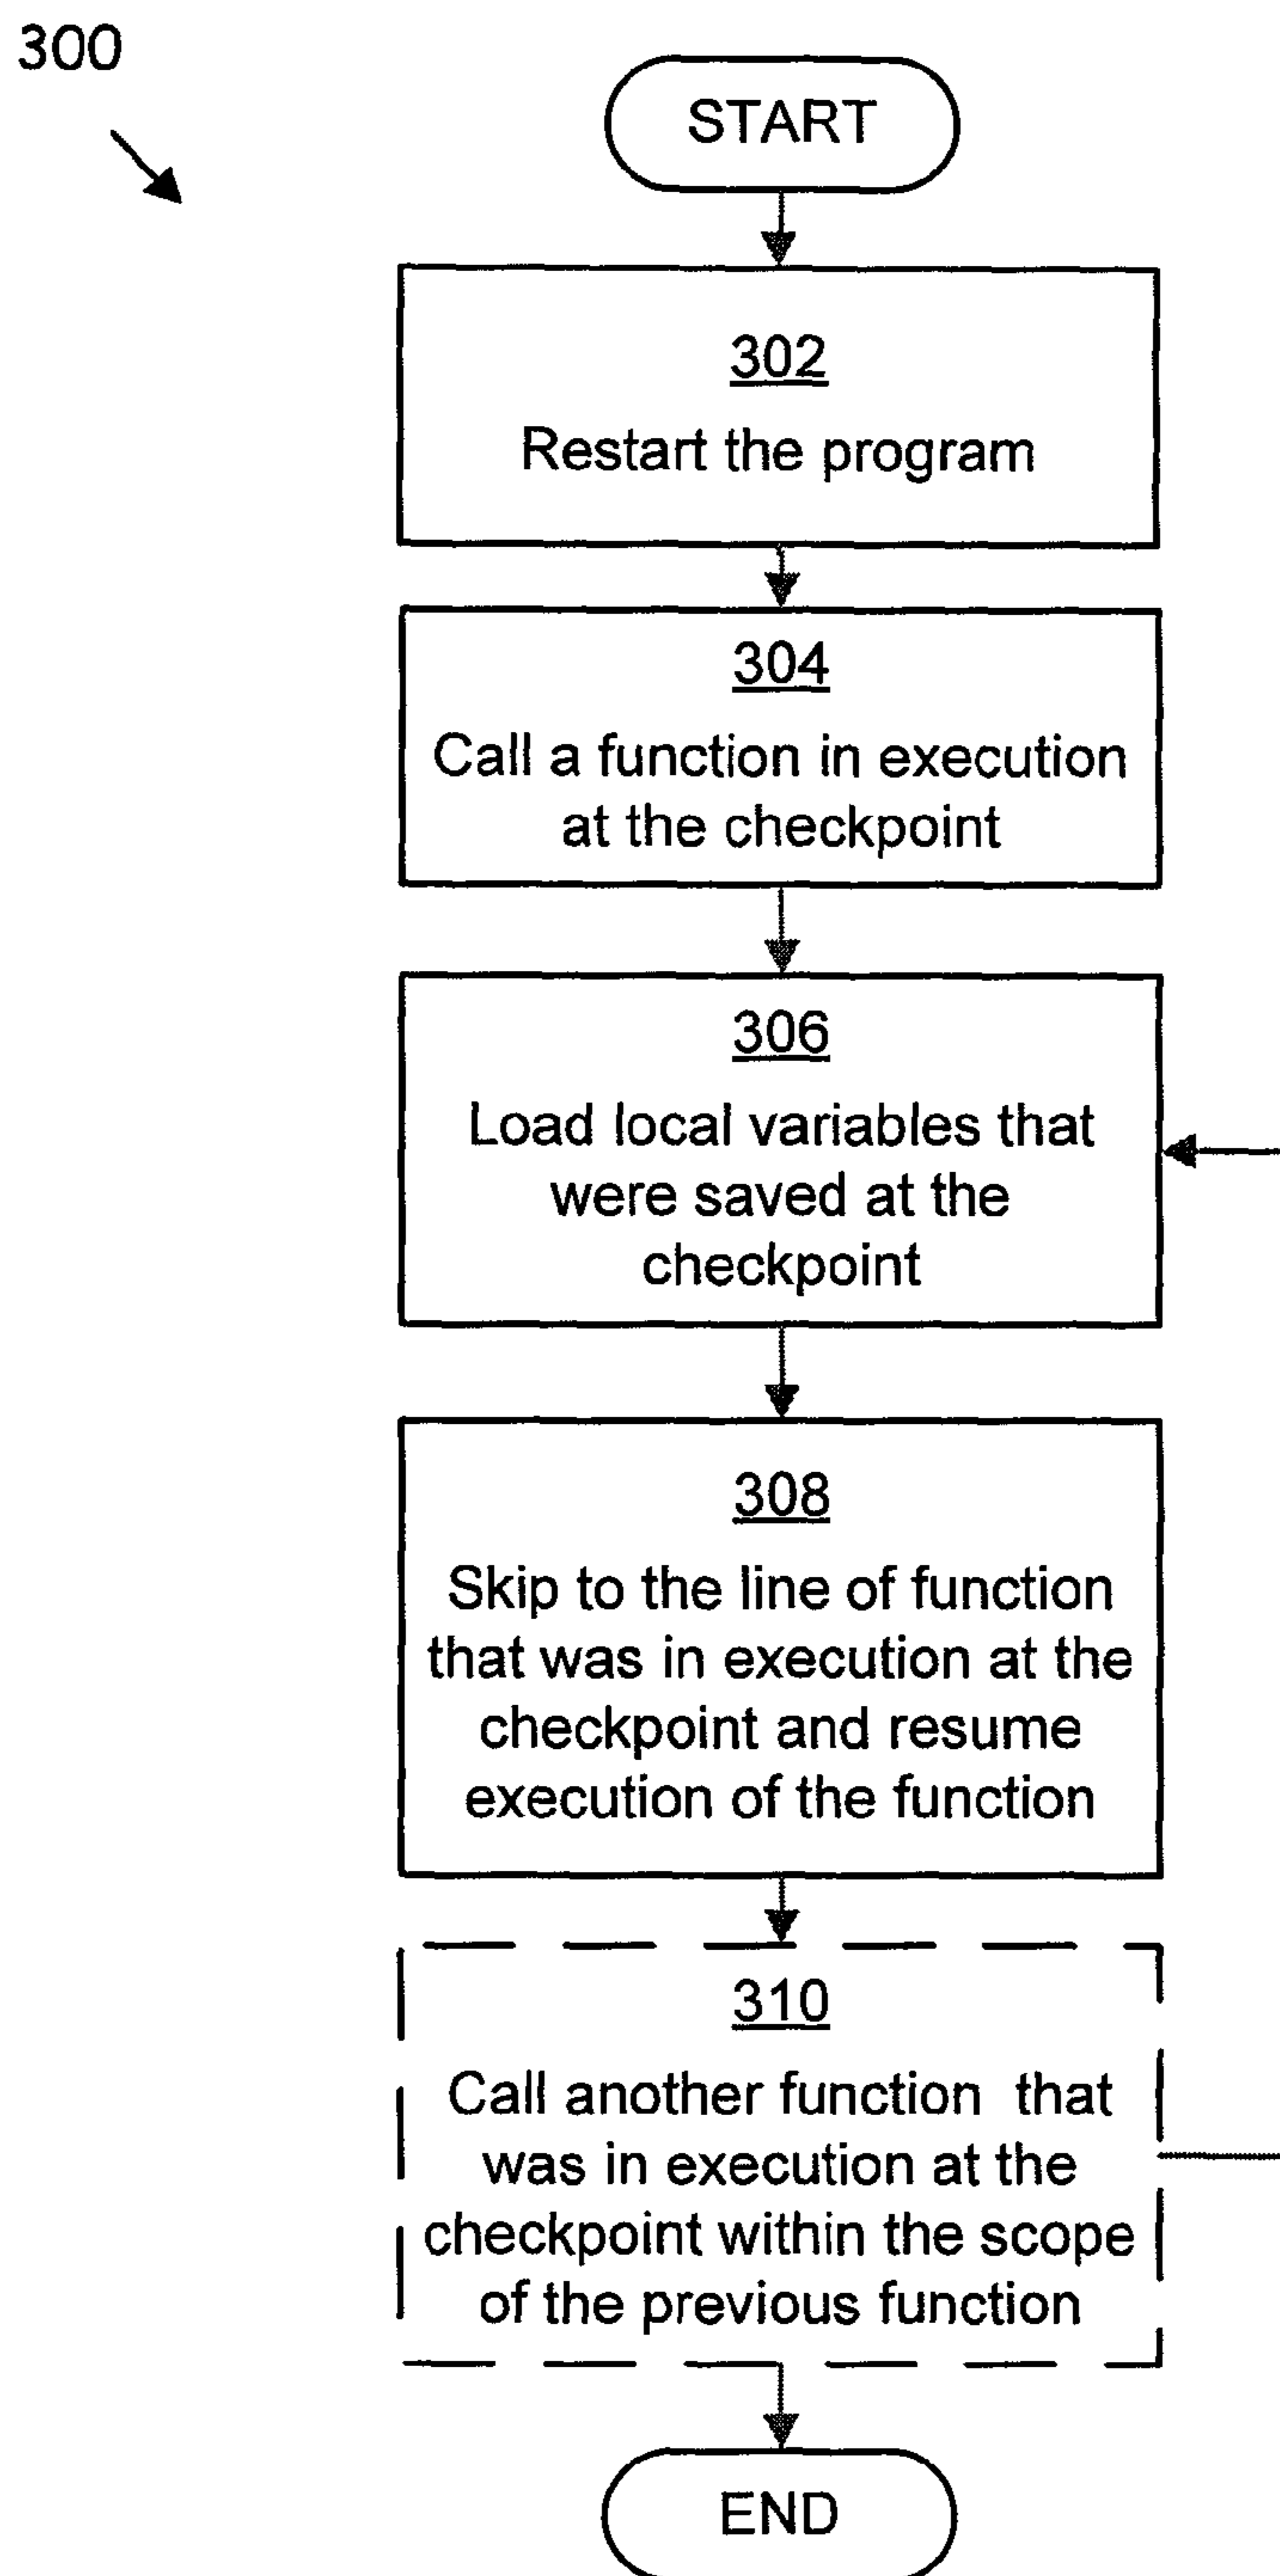 300
START
302
Restart the program
304
Call a function in execution
at the checkpoint
306
Load local variables that
were saved at the
checkpoint
308
Skip to the line of function
that was in execution at the
checkpoint and resume
execution of the function
310
Call another function that
was in execution at the
checkpoint within the scope
of the previous function
END